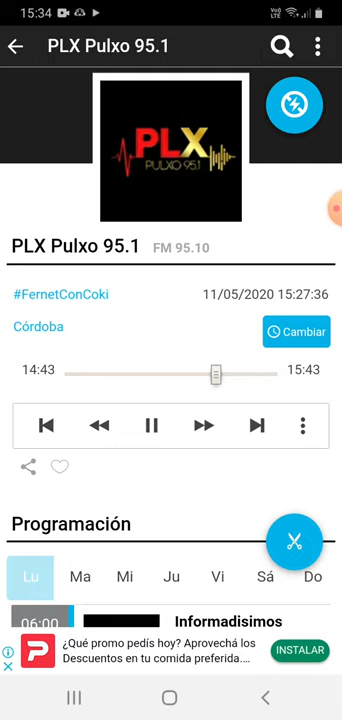 15:34
Vo))
LTE
PLX Pulxo 95.1
PLX
PULXO 95.1
PLX Pulxo 95.1 FM 95.10
#FernetConCoki 11/05/2020 15:27:36
Córdoba
Cambiar
14:43 15:43
Programación
Lu Ma Mi Ju Vi Sá Do
06:00 Informadisimos
¿Qué promo pedís hoy? Aprovechá los
Descuentos en tu comida preferida....
INSTALAR